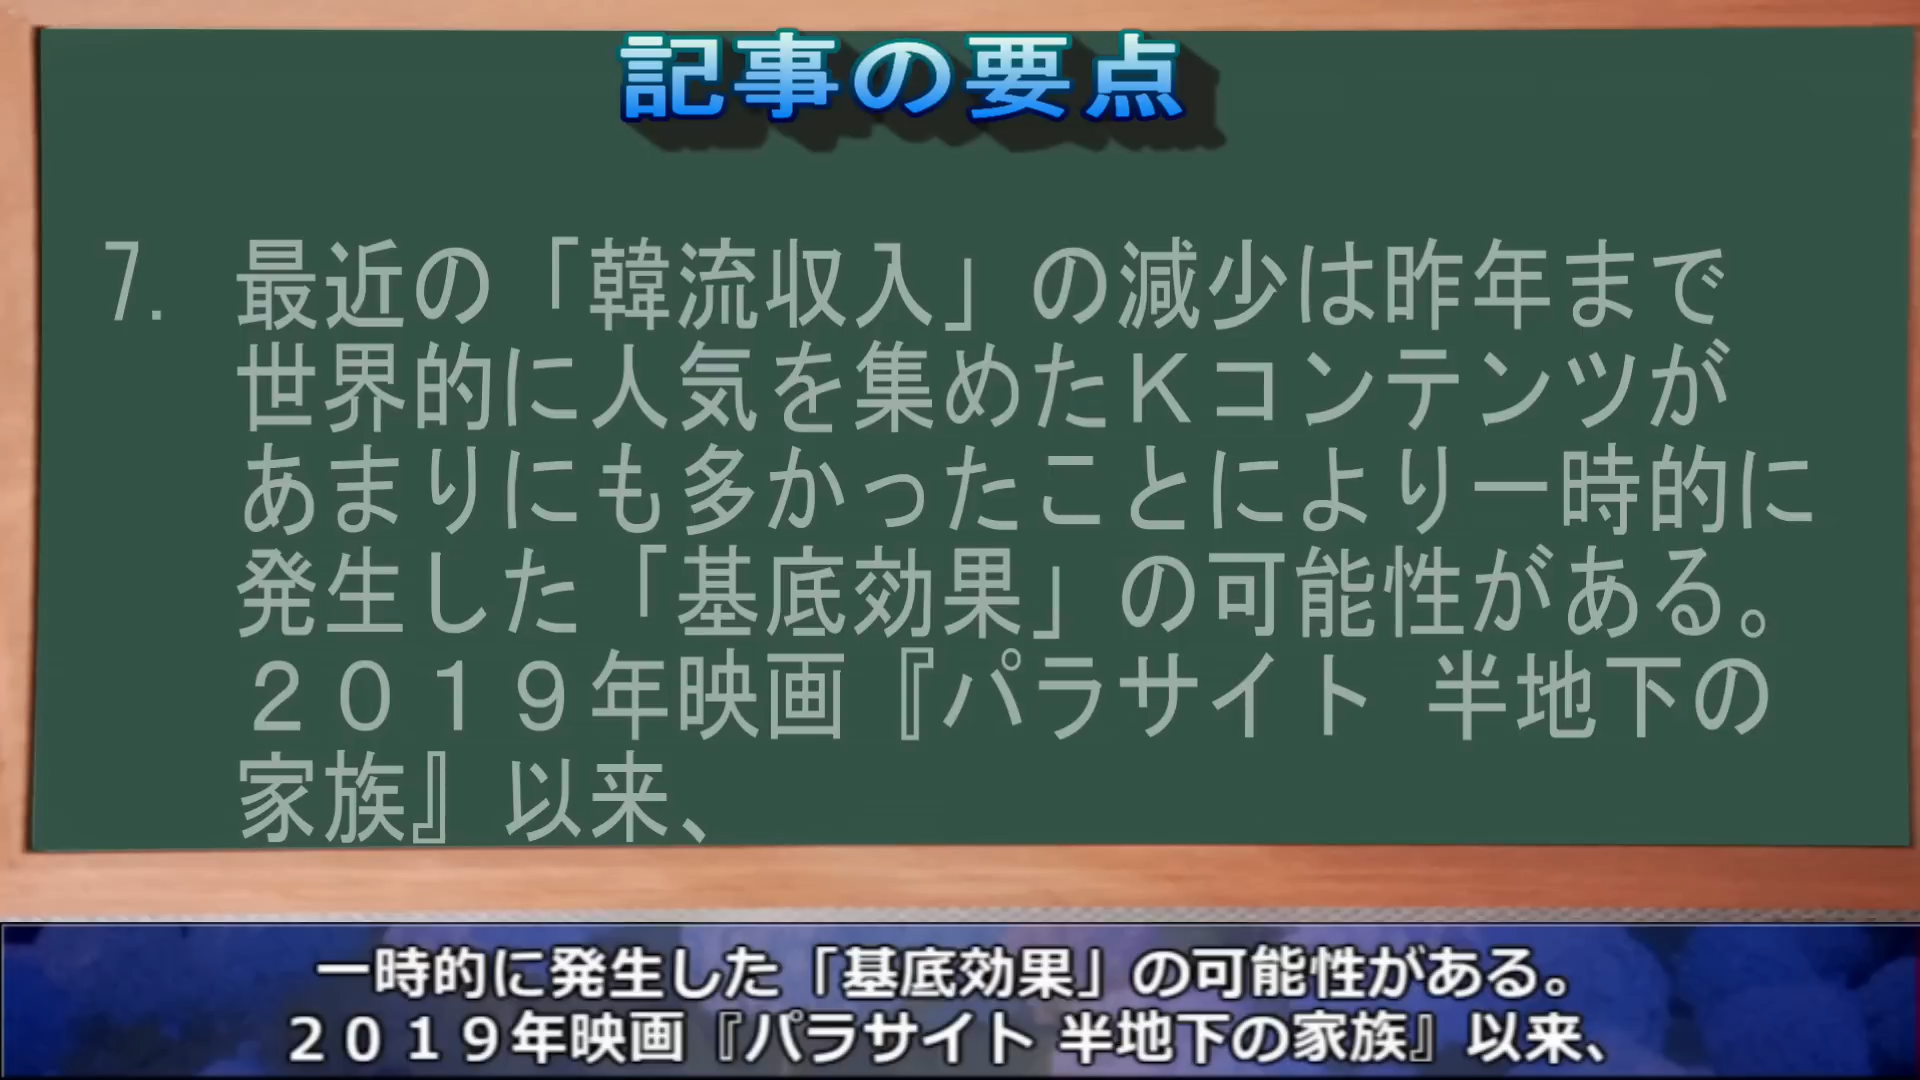 記事の要点
7. 最近の「韓流収入」の減少は昨年まで
世界的に人気を集めたＫコンテンツが
あまりにも多かったことにより一時的に
発生した「基底効果」の可能性がある。
２０１９年映画『パラサイト 半地下の
家族』以来、
一時的に発生した「基底効果」の可能性がある。
２０１９年映画『パラサイト 半地下の家族』以来、